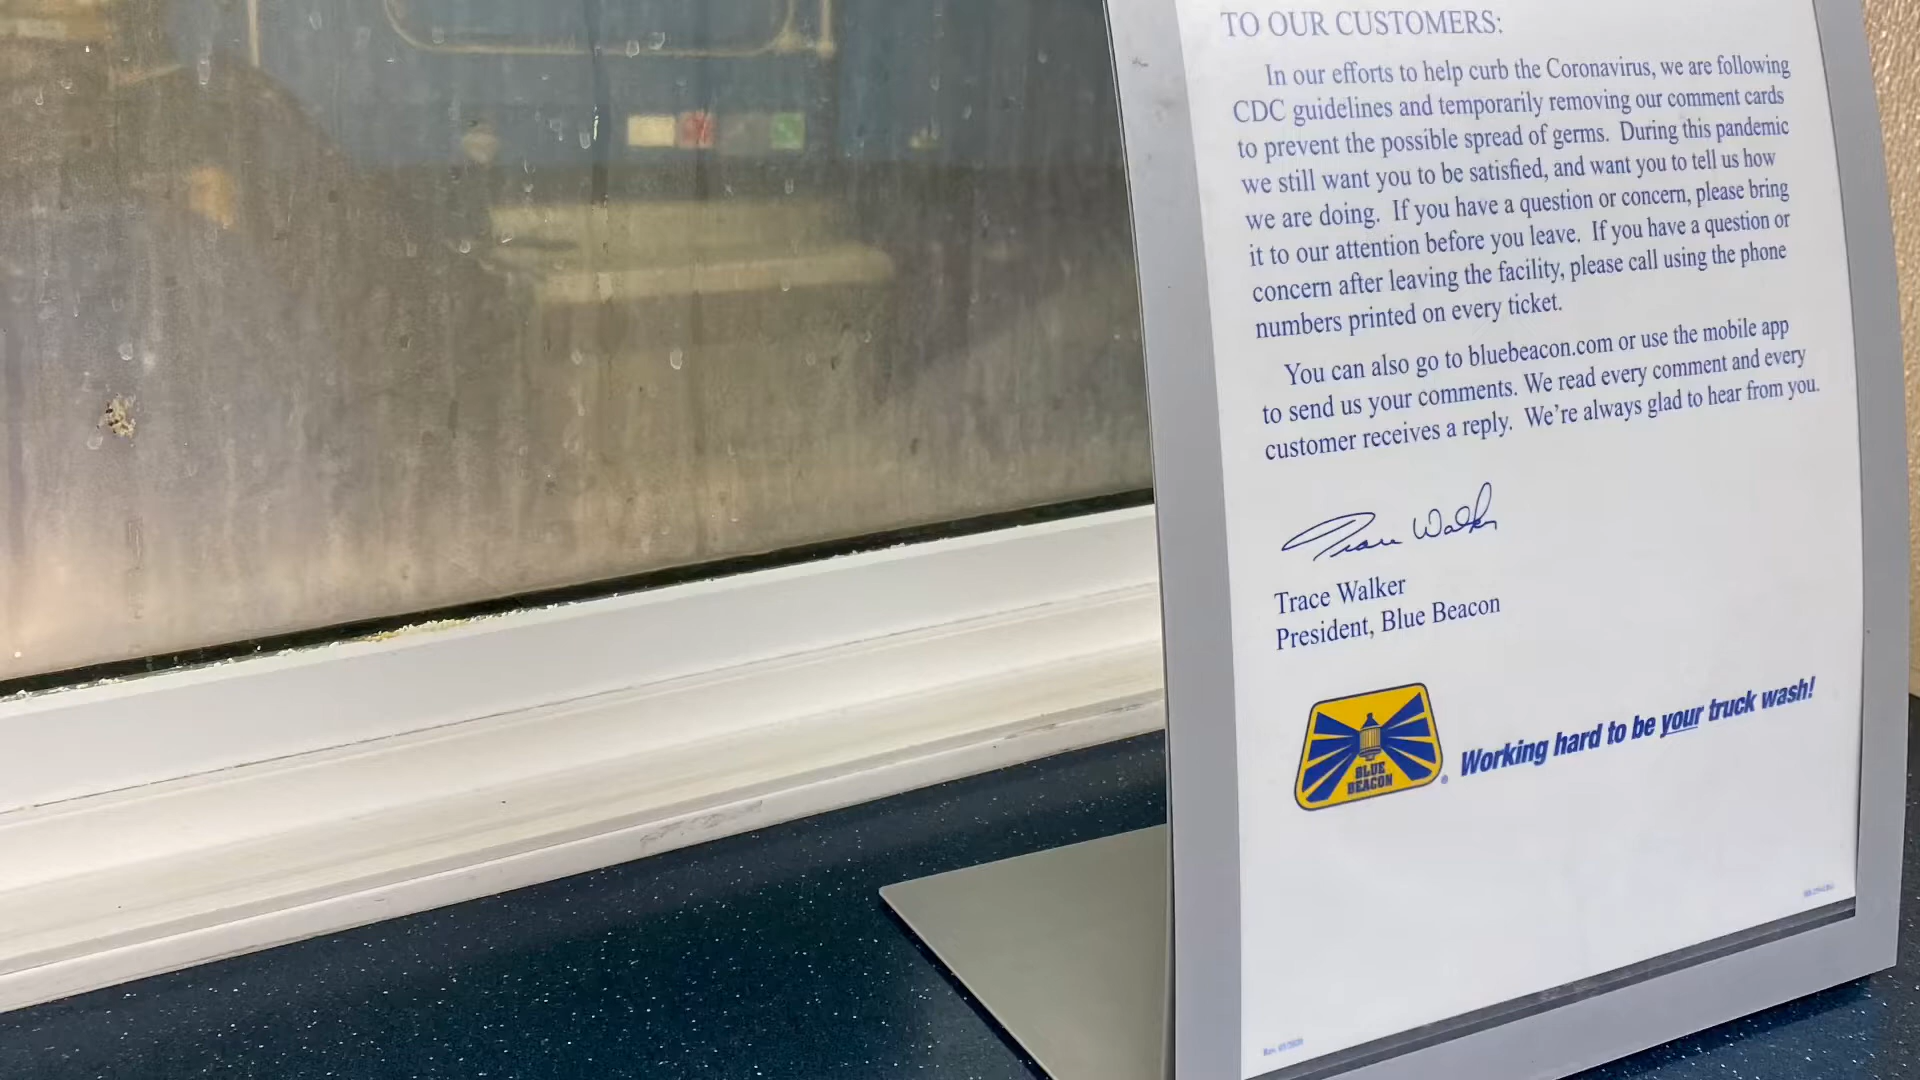 TO OUR CUSTOMERS:
In our efforts to help curb the Coronavirus, we are following
CDC guidelines and temporarily removing our comment cards
to prevent the possible spread of germs. During this pandemic
we still want you to be satisfied, and want you to tell us how
we are doing. If you have a question or concern, please bring
it to our attention before you leave. If you have a question or
concern after leaving the facility, please call using the phone
numbers printed on every ticket.
You can also go to bluebeacon.com or use the mobile app
to send us your comments. We read every comment and every
customer receives a reply. We're always glad to hear from you.
Trace Walker
Trace Walker
President, Blue Beacon
BLUE
BEACON
Working hard to be your truck wash!
Rev. 03/2020